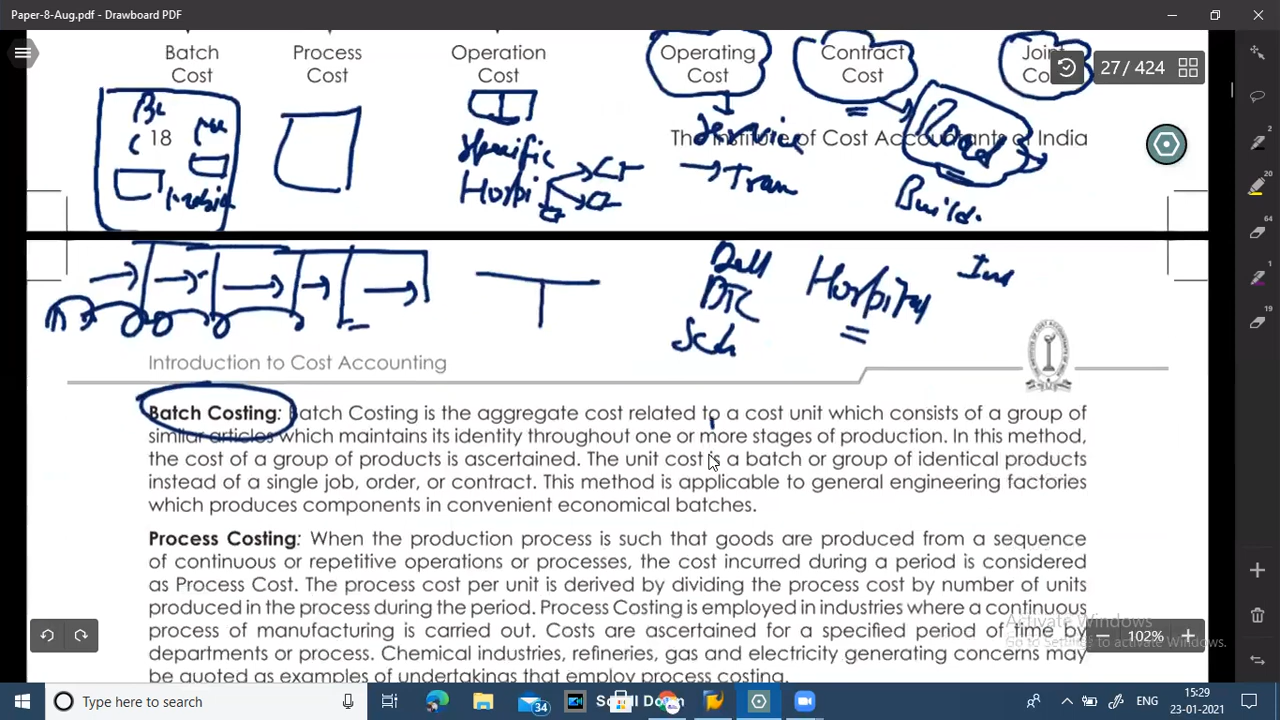 Paper-8-Aug.pdf - Drawboard PDF
Batch Process Operation Operating Contract
Cost Cost Cost Cost Cost
27 / 424
18 The Institute of Cost Accountants of India
Specific
Hospi
Tran
Road
Build.
Hospital
Introduction to Cost Accounting
Batch Costing: Batch Costing is the aggregate cost related to a cost unit which consists of a group of
similar articles which maintains its identity throughout one or more stages of production. In this method,
the cost of a group of products is ascertained. The unit cost is a batch or group of identical products
instead of a single job, order, or contract. This method is applicable to general engineering factories
which produces components in convenient economical batches.
Process Costing: When the production process is such that goods are produced from a sequence
of continuous or repetitive operations or processes, the cost incurred during a period is considered
as Process Cost. The process cost per unit is derived by dividing the process cost by number of units
produced in the process during the period. Process Costing is employed in industries where a continuous
process of manufacturing is carried out. Costs are ascertained for a specified period of time by
departments or process. Chemical industries, refineries, gas and electricity generating concerns may
be quoted as examples of undertakings that employ process costing.
Activate Windows
Go to Settings to activate Windows.
102%
Type here to search
34
ENG
15:29
23-01-2021